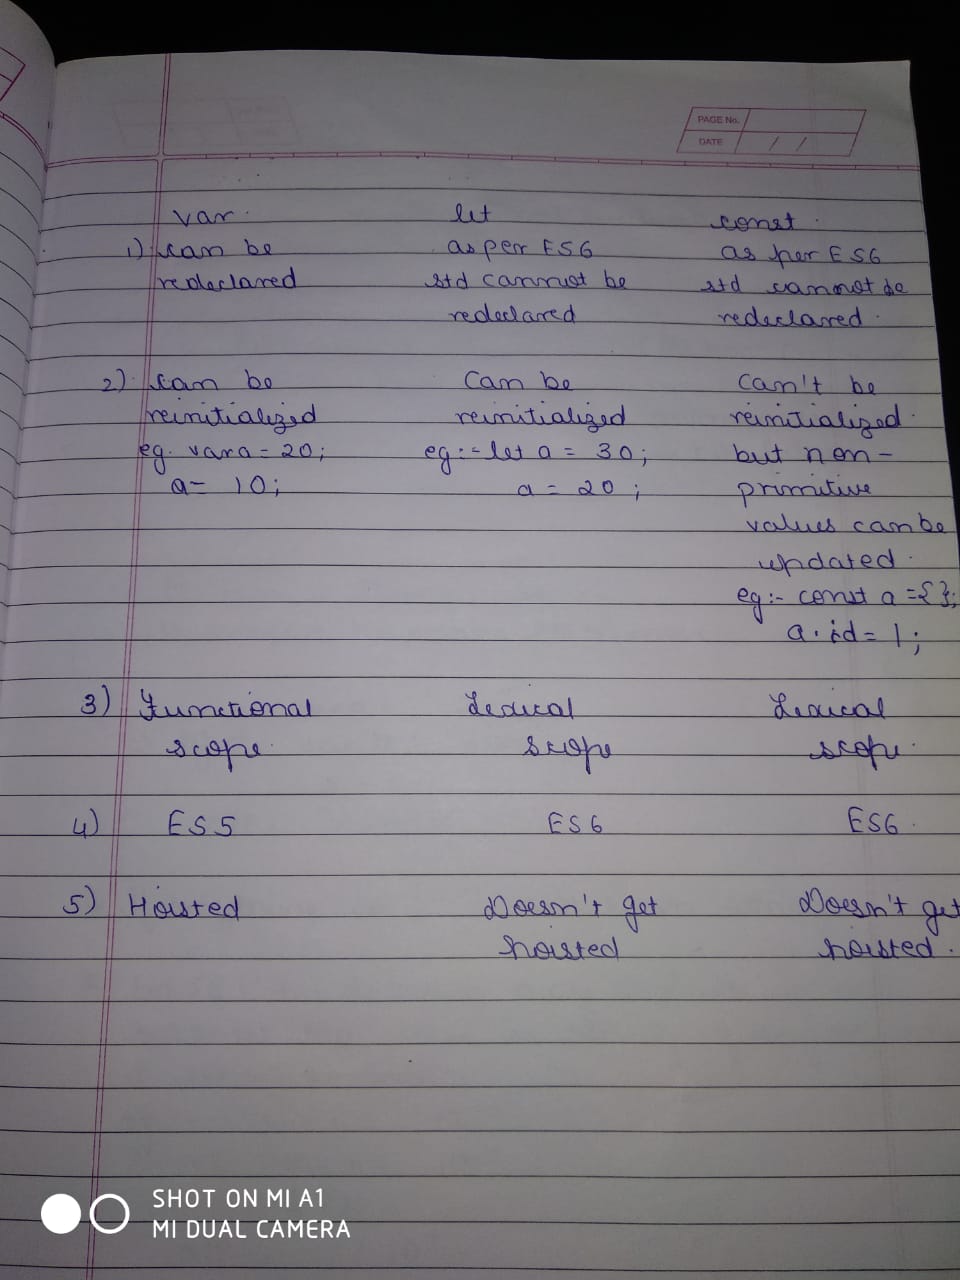 PAGE No.
DATE / /
var. let const.
1) can be as per ES6 as per ES6
redeclared std cannot be std cannot be
redeclared redeclared.
2) can be Can be Can't be
reinitialized reinitialized reinitialized.
eg. var a = 20; eg:- let a = 30; but non-
a = 10; a = 20; primitive
values can be
updated.
eg:- const a = {};
a.id = 1;
3) Functional Lexical Lexical
scope. scope scope.
4) ES5 ES6 ES6.
5) Hoisted Doesn't get Doesn't get
hoisted hoisted.
SHOT ON MI A1
MI DUAL CAMERA